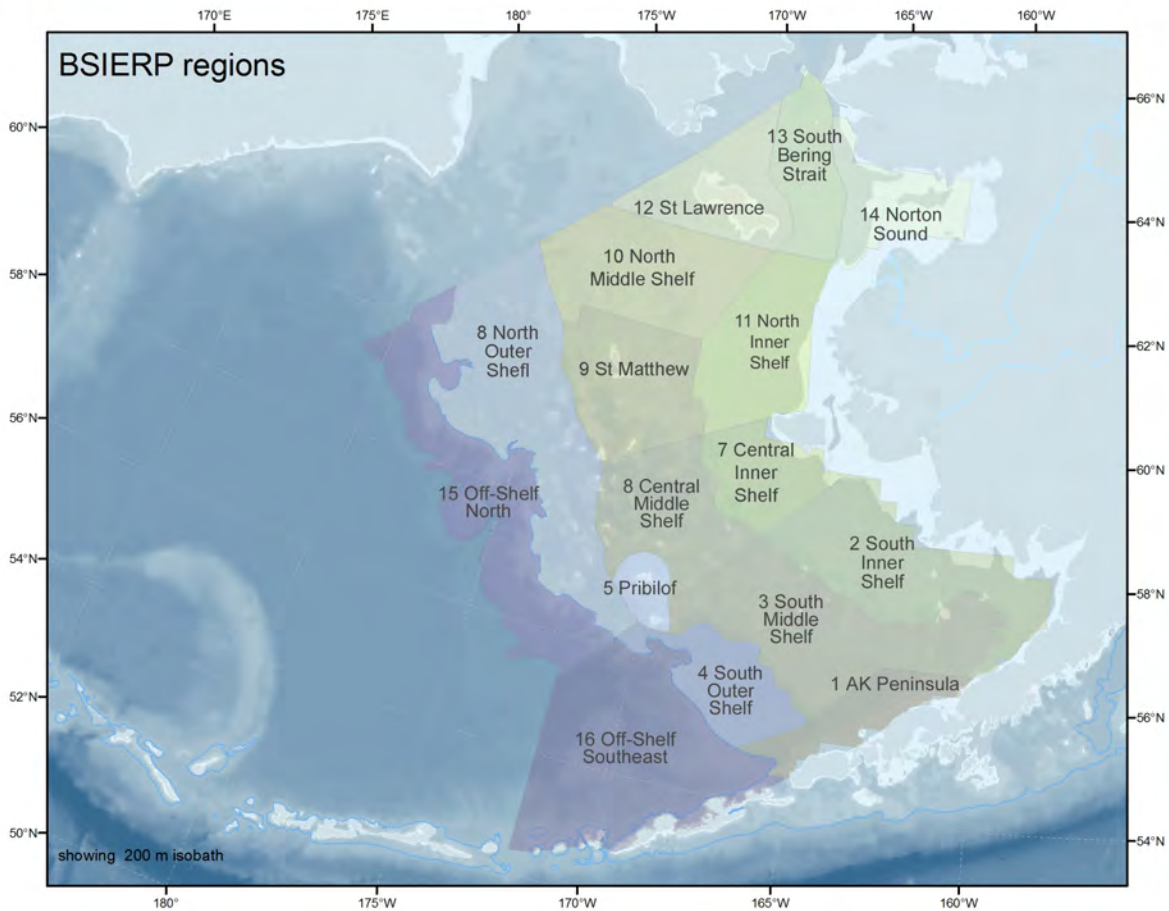 170°E 175°E 180° 175°W 170°W 165°W 160°W
BSIERP regions
66°N
60°N
13 South
Bering
Strait
12 St Lawrence
14 Norton
Sound
64°N
10 North
Middle Shelf
58°N
11 North
Inner
Shelf
8 North
Outer
Shefl
62°N
9 St Matthew
56°N
7 Central
Inner
Shelf
60°N
15 Off-Shelf
North
8 Central
Middle
Shelf
54°N
2 South
Inner
Shelf
5 Pribilof
58°N
3 South
Middle
Shelf
4 South
Outer
Shelf
1 AK Peninsula
52°N
56°N
16 Off-Shelf
Southeast
50°N
54°N
showing 200 m isobath
180° 175°W 170°W 165°W 160°W